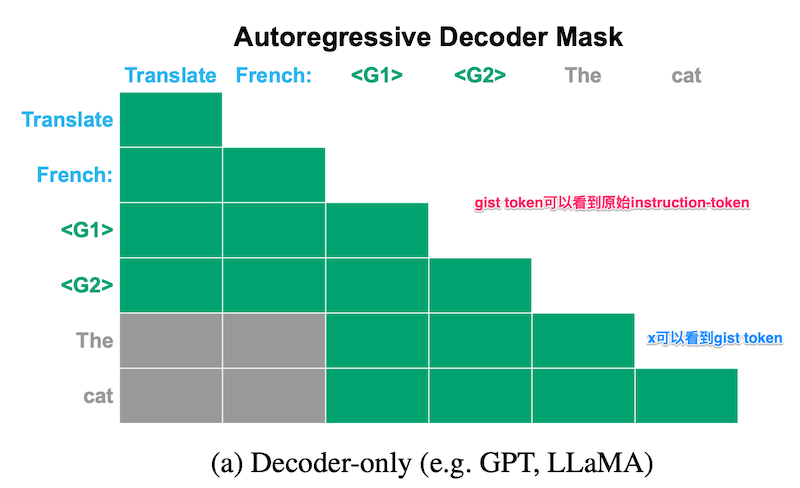 Autoregressive Decoder Mask
Translate French: <G1> <G2> The cat
Translate
French:
<G1>
gist token可以看到原始instruction-token
<G2>
The
x可以看到gist token
cat
(a) Decoder-only (e.g. GPT, LLaMA)